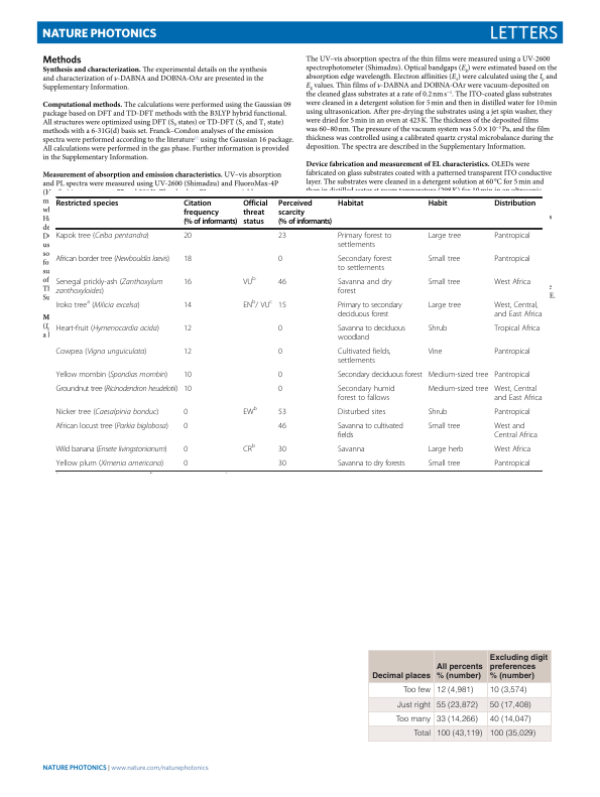 NATURE PHOTONICS
LETTERS
Methods
Synthesis and characterization. The experimental details on the synthesis
and characterization of ν-DABNA and DOBNA-OAr are presented in the
Supplementary Information.
Computational methods. The calculations were performed using the Gaussian 09
package based on DFT and TD-DFT methods with the B3LYP hybrid functional.
All structures were optimized using DFT (S₀ states) or TD-DFT (S₁ and T₁ state)
methods with a 6-31G(d) basis set. Franck–Condon analyses of the emission
spectra were performed according to the literature using the Gaussian 16 package.
All calculations were performed in the gas phase. Further information is provided
in the Supplementary Information.
Measurement of absorption and emission characteristics. UV–vis absorption
and PL spectra were measured using UV-2600 (Shimadzu) and FluoroMax-4P
The UV–vis absorption spectra of the thin films were measured using a UV-2600
spectrophotometer (Shimadzu). Optical bandgaps (Eg) were estimated based on the
absorption edge wavelength. Electron affinities (Ec) were calculated using the Ip and
Eg values. Thin films of ν-DABNA and DOBNA-OAr were vacuum-deposited on
the cleaned glass substrates at a rate of 0.2 nm s⁻¹. The ITO-coated glass substrates
were cleaned in a detergent solution for 5 min and then in distilled water for 10 min
using ultrasonication. After pre-drying the substrates using a jet spin washer, they
were dried for 5 min in an oven at 423 K. The thickness of the deposited films
was 60–80 nm. The pressure of the vacuum system was 5.0 × 10⁻⁵ Pa, and the film
thickness was controlled using a calibrated quartz crystal microbalance during the
deposition. The spectra are described in the Supplementary Information.
Device fabrication and measurement of EL characteristics. OLEDs were
fabricated on glass substrates coated with a patterned transparent ITO conductive
layer. The substrates were cleaned in a detergent solution at 60 °C for 5 min and
Restricted species Citation frequency (% of informants) Official threat status Perceived scarcity (% of informants) Habitat Habit Distribution
Kapok tree (Ceiba pentandra) 20 23 Primary forest to settlements Large tree Pantropical
African border tree (Newbouldia laevis) 18 0 Secondary forest to settlements Small tree Pantropical
Senegal prickly-ash (Zanthoxylum zanthoxyloides) 16 VUᵇ 46 Savanna and dry forest Small tree West Africa
Iroko treeᵃ (Milicia excelsa) 14 ENᵇ/ VUᶜ 15 Primary to secondary deciduous forest Large tree West, Central, and East Africa
Heart-fruit (Hymenocardia acida) 12 0 Savanna to deciduous woodland Shrub Tropical Africa
Cowpea (Vigna unguiculata) 12 0 Cultivated fields, settlements Vine Pantropical
Yellow mombin (Spondias mombin) 10 0 Secondary deciduous forest Medium-sized tree Pantropical
Groundnut tree (Ricinodendron heudelotii) 10 0 Secondary humid forest to fallows Medium-sized tree West, Central and East Africa
Nicker tree (Caesalpinia bonduc) 0 EWᵇ 53 Disturbed sites Shrub Pantropical
African locust tree (Parkia biglobosa) 0 46 Savanna to cultivated fields Small tree West and Central Africa
Wild banana (Ensete livingstonianum) 0 CRᵇ 30 Savanna Large herb West Africa
Yellow plum (Ximenia americana) 0 30 Savanna to dry forests Small tree Pantropical
Decimal places All percents % (number) Excluding digit preferences % (number)
Too few 12 (4,981) 10 (3,574)
Just right 55 (23,872) 50 (17,408)
Too many 33 (14,266) 40 (14,047)
Total 100 (43,119) 100 (35,029)
NATURE PHOTONICS | www.nature.com/naturephotonics